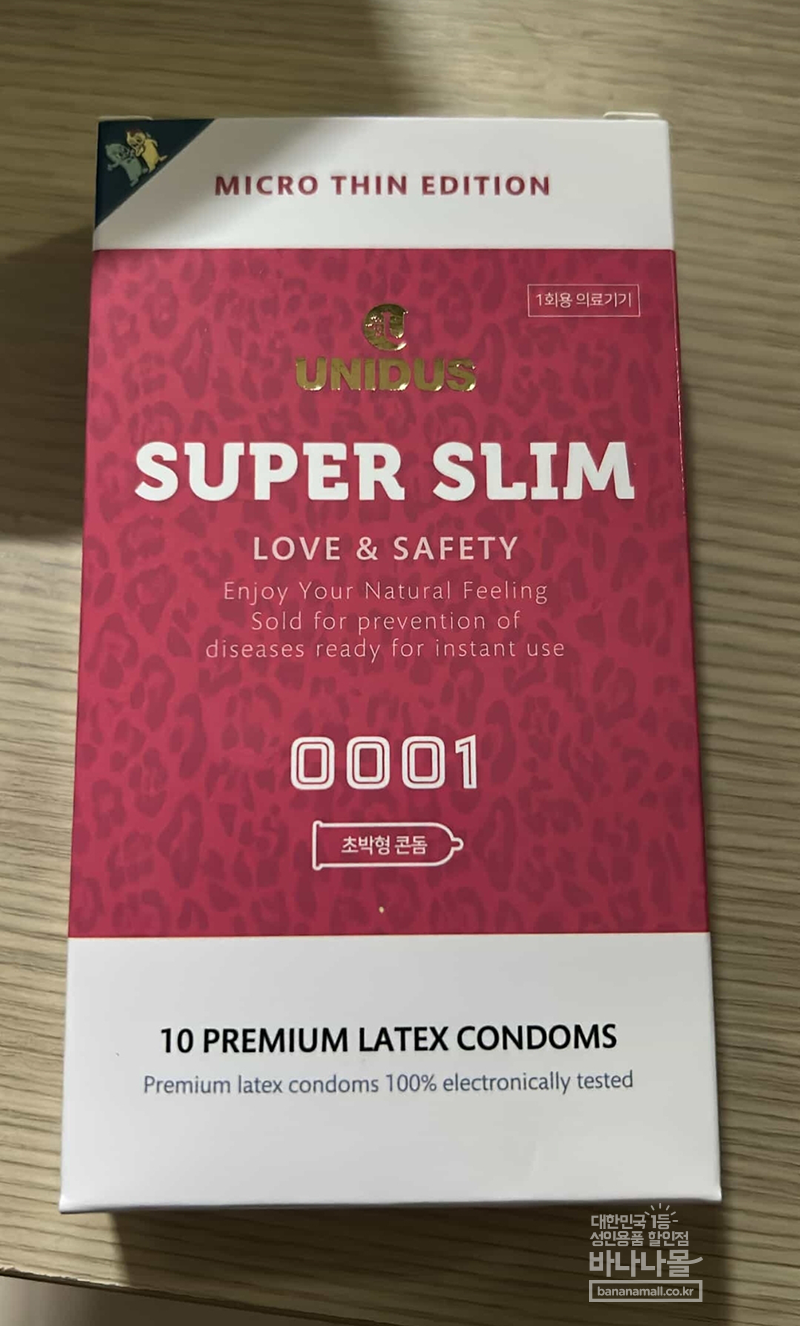 MICRO THIN EDITION
1회용 의료기기
UNIDUS
SUPER SLIM
LOVE & SAFETY
Enjoy Your Natural Feeling
Sold for prevention of
diseases ready for instant use
0001
초박형 콘돔
10 PREMIUM LATEX CONDOMS
Premium latex condoms 100% electronically tested
대한민국 1등
성인용품 할인점
바나나몰
bananamall.co.kr